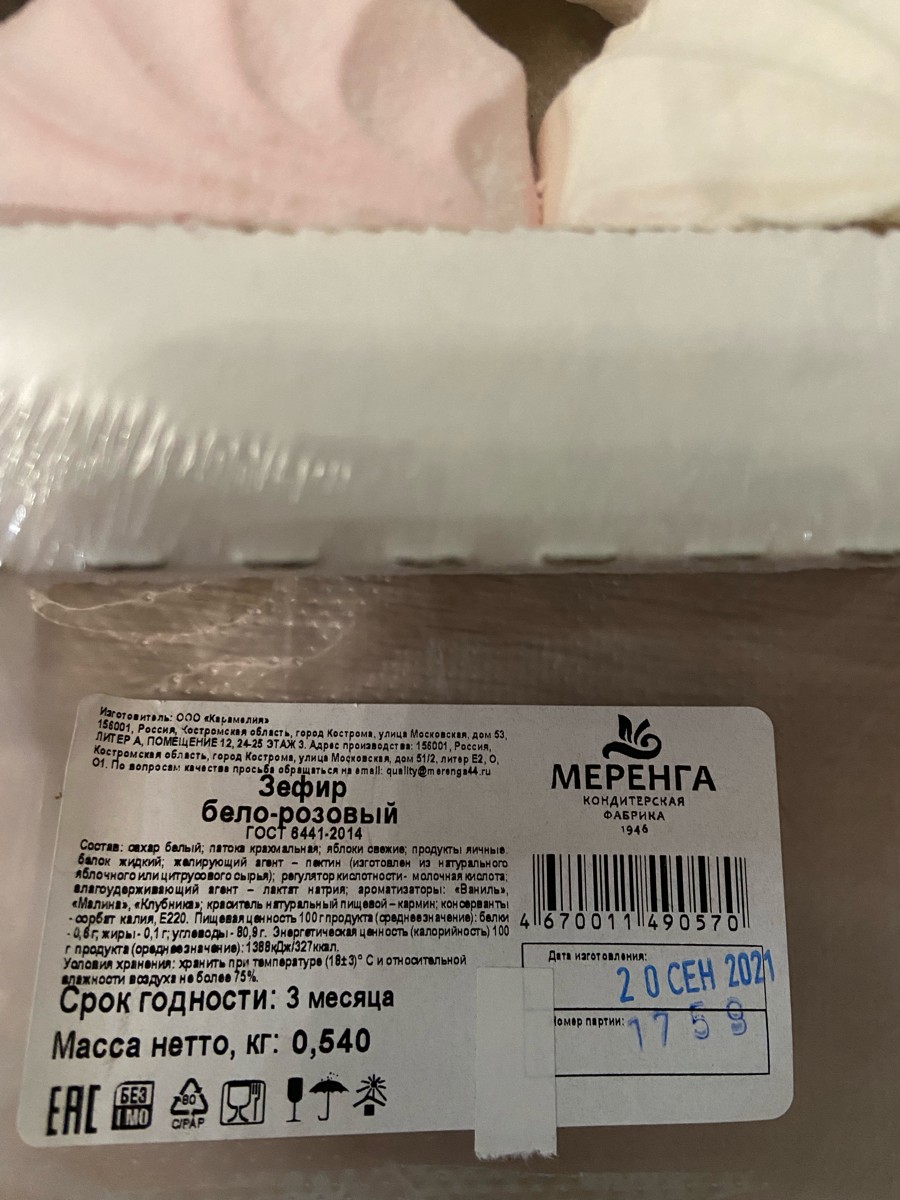 Изготовитель: ООО «Карамелия»
156001, Россия, Костромская область, город Кострома, улица Московская, дом 53,
ЛИТЕР А, ПОМЕЩЕНИЕ 12, 24-25 ЭТАЖ 3. Адрес производства: 156001, Россия,
Костромская область, город Кострома, улица Московская, дом 51/2, литер Е2, О,
О1. По вопросам качества просьба обращаться на email: quality@merenga44.ru
Зефир
бело-розовый
ГОСТ 6441-2014
Состав: сахар белый; патока крахмальная; яблоки свежие; продукты яичные.
белок жидкий; желирующий агент – пектин (изготовлен из натурального
яблочного или цитрусового сырья); регулятор кислотности- молочная кислота;
влагоудерживающий агент – лактат натрия; ароматизаторы: «Ваниль»,
«Малина», «Клубника»; краситель натуральный пищевой – кармин; консерванты
- сорбат калия, Е220. Пищевая ценность 100 г продукта (среднее значение): белки
- 0,6 г; жиры - 0,1 г; углеводы - 80,9 г. Энергетическая ценность (калорийность) 100
г продукта (среднее значение): 1388кДж/327ккал.
Условия хранения: хранить при температуре (18±3)° С и относительной
влажности воздуха не более 75%.
Срок годности: 3 месяца
Масса нетто, кг: 0,540
ЕАС
БЕЗ
ГМО
80
C/PAP
МЕРЕНГА
КОНДИТЕРСКАЯ
ФАБРИКА
1946
4 670011 490570
Дата изготовления:
20 СЕН 2021
Номер партии:
1758